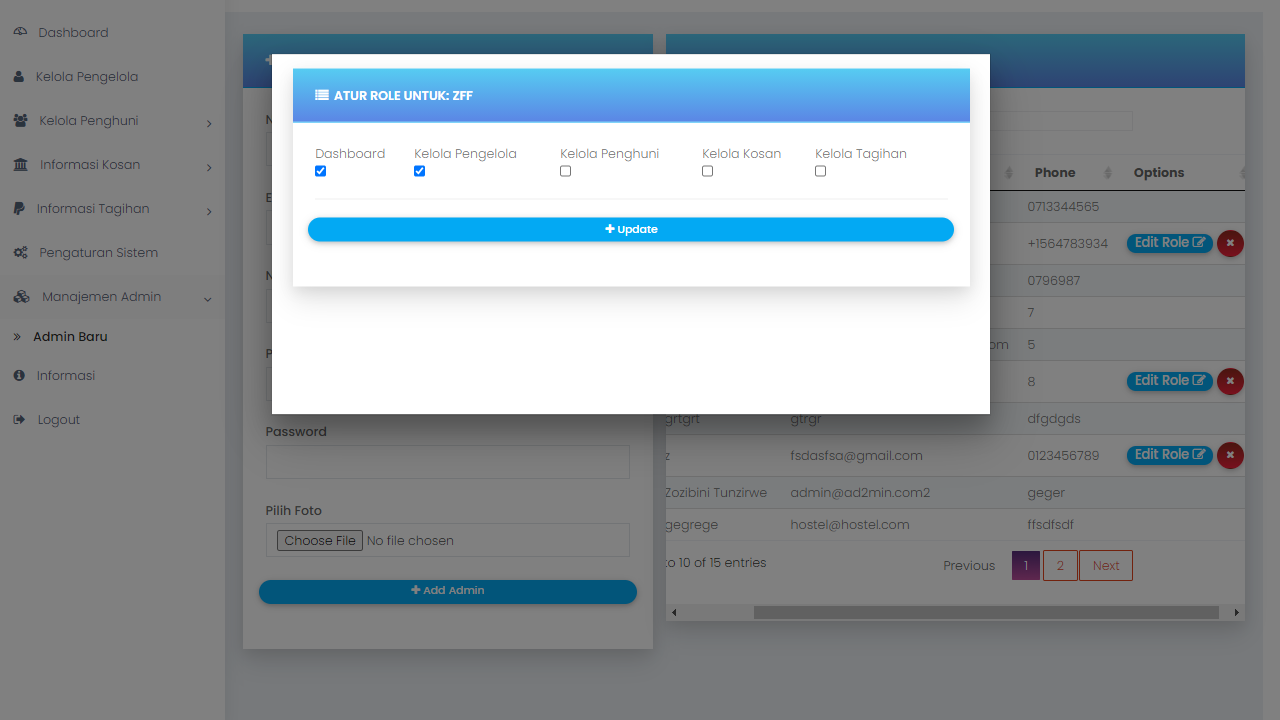 Dashboard
Kelola Pengelola
Kelola Penghuni
Informasi Kosan
Informasi Tagihan
Pengaturan Sistem
Manajemen Admin
Admin Baru
Informasi
Logout
ATUR ROLE UNTUK: ZFF
Dashboard Kelola Pengelola Kelola Penghuni Kelola Kosan Kelola Tagihan
Update
Password
Pilih Foto
Choose File No file chosen
Add Admin
Phone Options
0713344565
+1564783934 Edit Role
0796987
7
om 5
8 Edit Role
grtgrt gtrgr dfgdgds
z fsdasfsa@gmail.com 0123456789 Edit Role
Zozibini Tunzirwe admin@ad2min.com2 geger
gegrege hostel@hostel.com ffsdfsdf
to 10 of 15 entries
Previous 1 2 Next